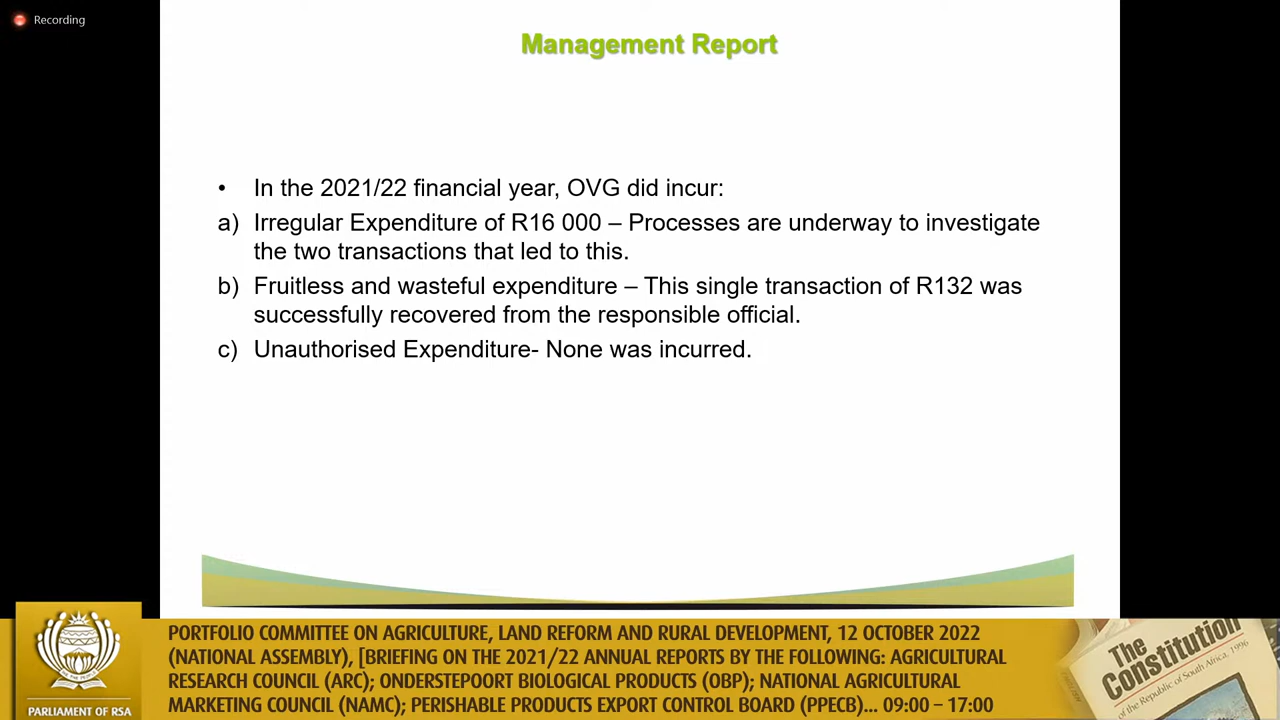 Recording
Management Report
• In the 2021/22 financial year, OVG did incur:
a) Irregular Expenditure of R16 000 – Processes are underway to investigate
the two transactions that led to this.
b) Fruitless and wasteful expenditure – This single transaction of R132 was
successfully recovered from the responsible official.
c) Unauthorised Expenditure- None was incurred.
PORTFOLIO COMMITTEE ON AGRICULTURE, LAND REFORM AND RURAL DEVELOPMENT, 12 OCTOBER 2022
(NATIONAL ASSEMBLY), [BRIEFING ON THE 2021/22 ANNUAL REPORTS BY THE FOLLOWING: AGRICULTURAL
RESEARCH COUNCIL (ARC); ONDERSTEPOORT BIOLOGICAL PRODUCTS (OBP); NATIONAL AGRICULTURAL
MARKETING COUNCIL (NAMC); PERISHABLE PRODUCTS EXPORT CONTROL BOARD (PPECB)... 09:00 – 17:00
PARLIAMENT OF RSA
The
Constitution
of the Republic of South Africa, 1996